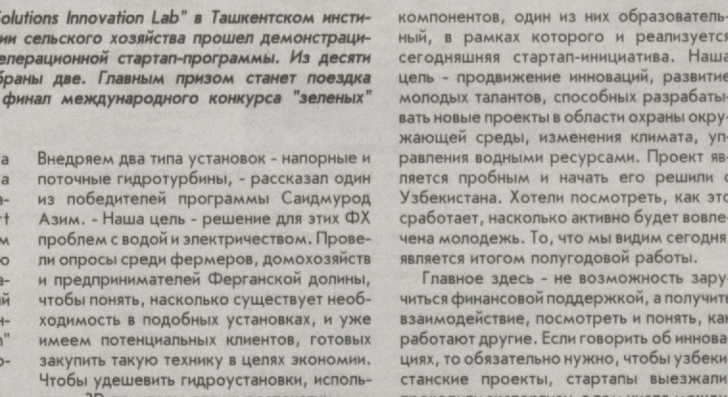 Solutions Innovation Lab" в Ташкентском инсти-
ии сельского хозяйства прошел демонстраци-
елерационной стартап-программы. Из десяти
браны две. Главным призом станет поездка
финал международного конкурса "зеленых"
Внедряем два типа установок - напорные и
поточные гидротурбины, - рассказал один
из победителей программы Саидмурод
Азим. - Наша цель - решение для этих ФХ
проблем с водой и электричеством. Прове-
ли опросы среди фермеров, домохозяйств
и предпринимателей Ферганской долины,
чтобы понять, насколько существует необ-
ходимость в подобных установках, и уже
имеем потенциальных клиентов, готовых
закупить такую технику в целях экономии.
Чтобы удешевить гидроустановки, исполь-
компонентов, один из них образователь-
ный, в рамках которого и реализуется
сегодняшняя стартап-инициатива. Наша
цель - продвижение инноваций, развитие
молодых талантов, способных разрабаты-
вать новые проекты в области охраны окру-
жающей среды, изменения климата, уп-
равления водными ресурсами. Проект яв-
ляется пробным и начать его решили с
Узбекистана. Хотели посмотреть, как это
сработает, насколько активно будет вовле-
чена молодежь. То, что мы видим сегодня,
является итогом полугодовой работы.
Главное здесь - не возможность зару-
читься финансовой поддержкой, а получить
взаимодействие, посмотреть и понять, как
работают другие. Если говорить об иннова-
циях, то обязательно нужно, чтобы узбеки-
станские проекты, стартапы выезжали